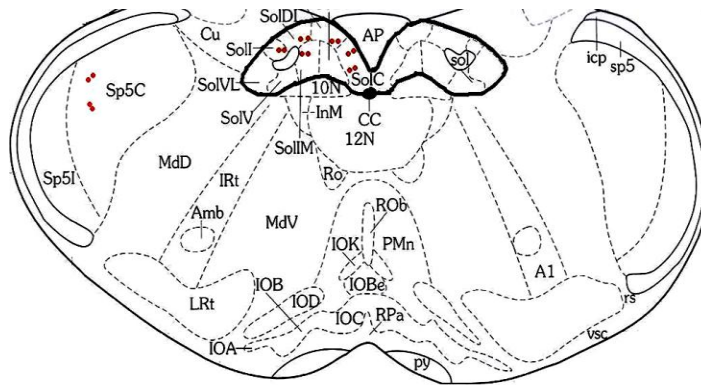 SolDL
Cu
AP
SolI
sol
icp
sp5
SolVL
SolC
Sp5C
10N
SolV
InM
CC
12N
SolIM
MdD
Sp5I
IRt
Ro
Amb
ROb
MdV
IOK
PMn
A1
IOB
IOBe
LRt
IOD
rs
IOC
RPa
vsc
IOA
py